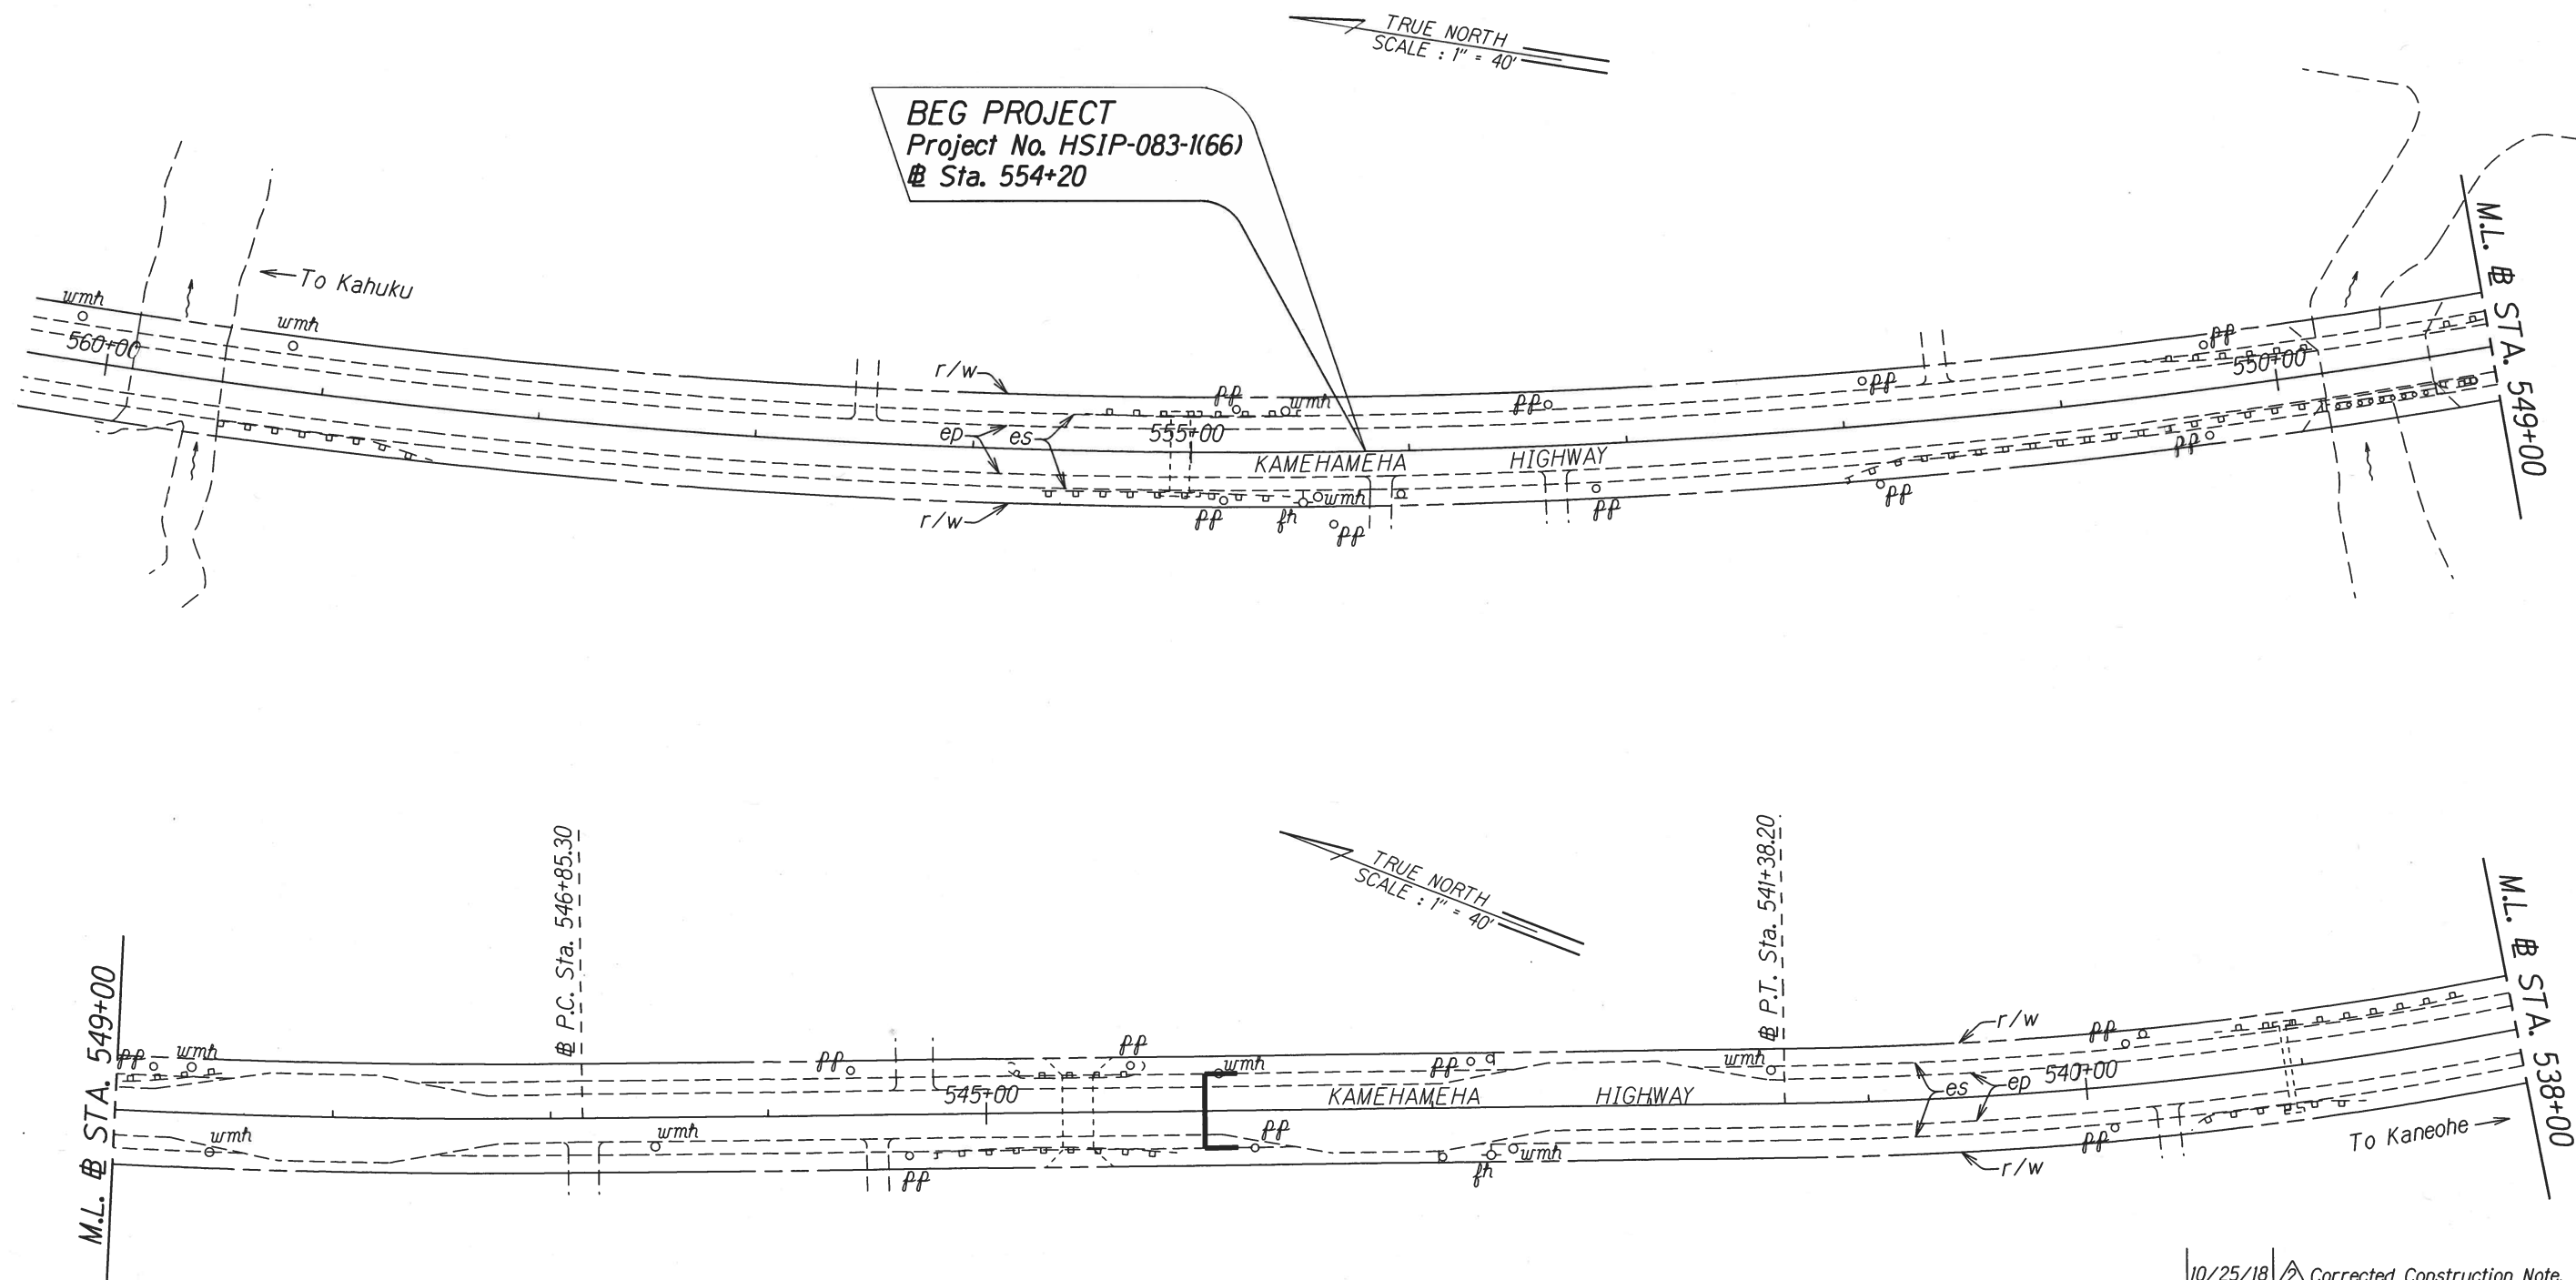 TRUE NORTH
SCALE : 1" = 40'
BEG PROJECT
Project No. HSIP-083-1(66)
℄ Sta. 554+20
M.L. ℄ STA. 549+00
To Kahuku
wmh
wmh
560+00
r/w
pp
wmh
pp
pp
pp
550+00
ep
es
555+00
KAMEHAMEHA HIGHWAY
r/w
pp
fh
wmh
pp
pp
pp
pp
TRUE NORTH
SCALE : 1" = 40'
℄ P.C. Sta. 546+85.30
℄ P.T. Sta. 541+38.20
M.L. ℄ STA. 549+00
M.L. ℄ STA. 538+00
pp
wmh
pp
pp
wmh
pp
wmh
r/w
pp
545+00
KAMEHAMEHA HIGHWAY
es
ep
540+00
wmh
wmh
pp
pp
fh
wmh
r/w
pp
To Kaneohe
10/25/18 2 Corrected Construction Note.